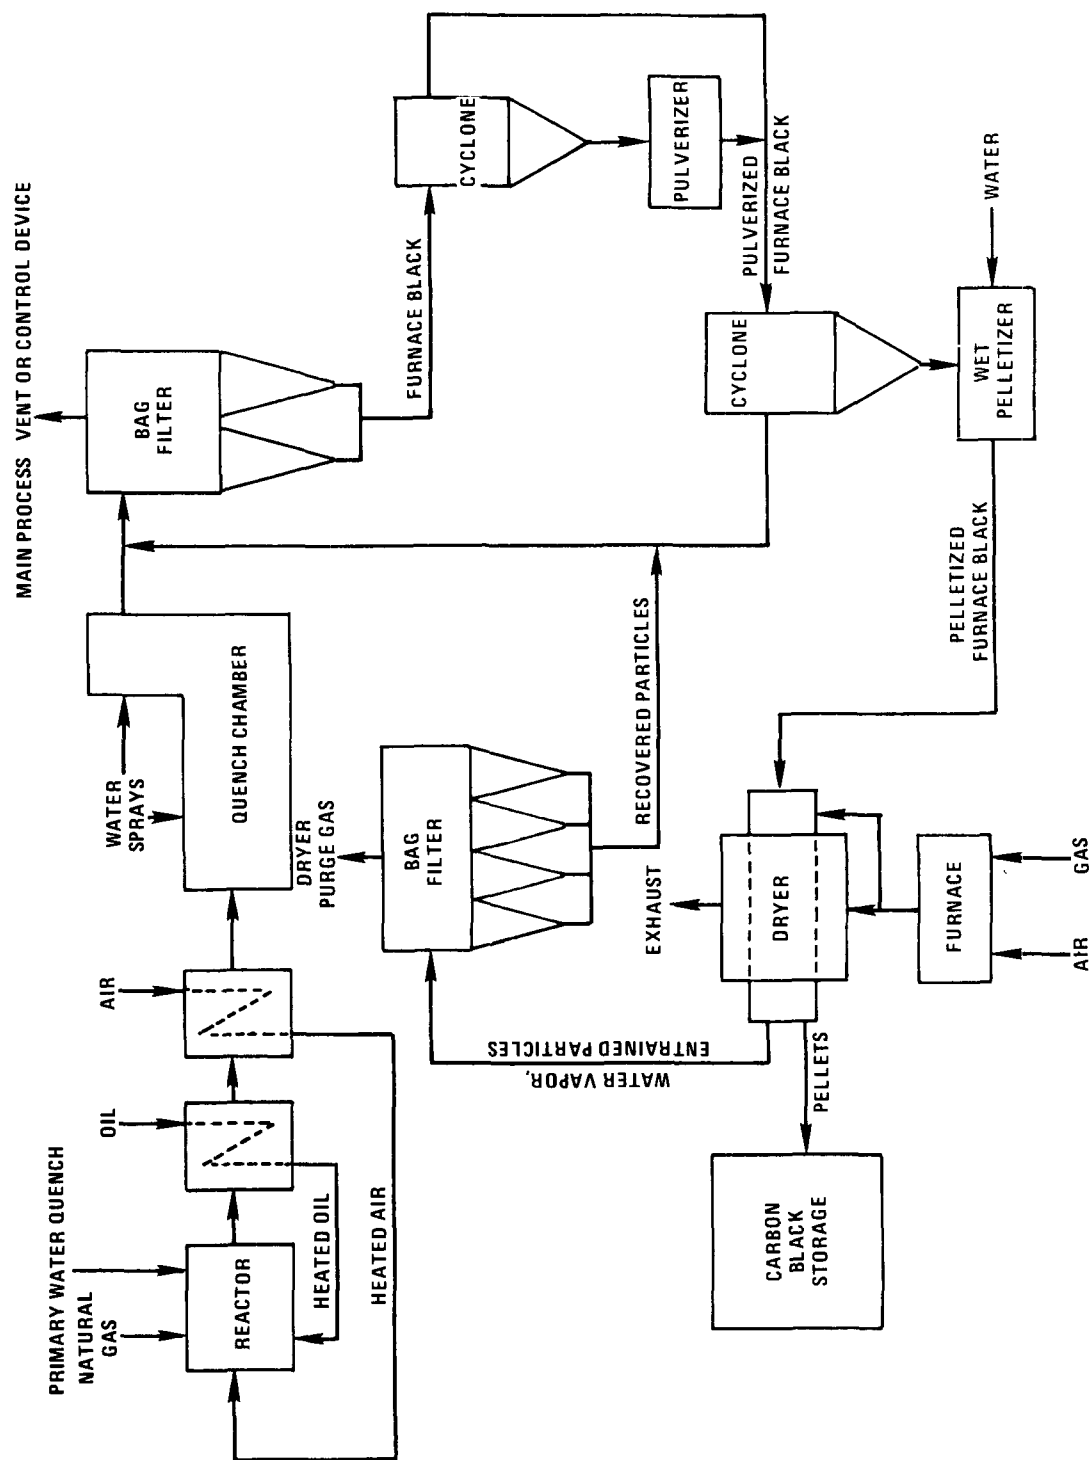 PRIMARY WATER QUENCH
NATURAL
GAS
REACTOR
HEATED OIL
HEATED AIR
OIL
AIR
WATER
SPRAYS
QUENCH CHAMBER
MAIN PROCESS VENT OR CONTROL DEVICE
BAG
FILTER
FURNACE BLACK
CYCLONE
PULVERIZER
PULVERIZED
FURNACE BLACK
CYCLONE
WATER
WET
PELLETIZER
PELLETIZED
FURNACE BLACK
DRYER
PURGE GAS
BAG
FILTER
RECOVERED PARTICLES
WATER VAPOR,
ENTRAINED PARTICLES
EXHAUST
DRYER
FURNACE
AIR
GAS
PELLETS
CARBON
BLACK
STORAGE